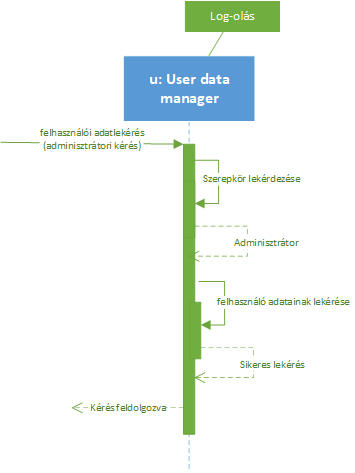 Log-olás
u: User data
manager
felhasználói adatlekérés
(adminisztrátori kérés)
Szerepkör lekérdezése
Adminisztrátor
felhasználó adatainak lekérése
Sikeres lekérés
Kérés feldolgozva